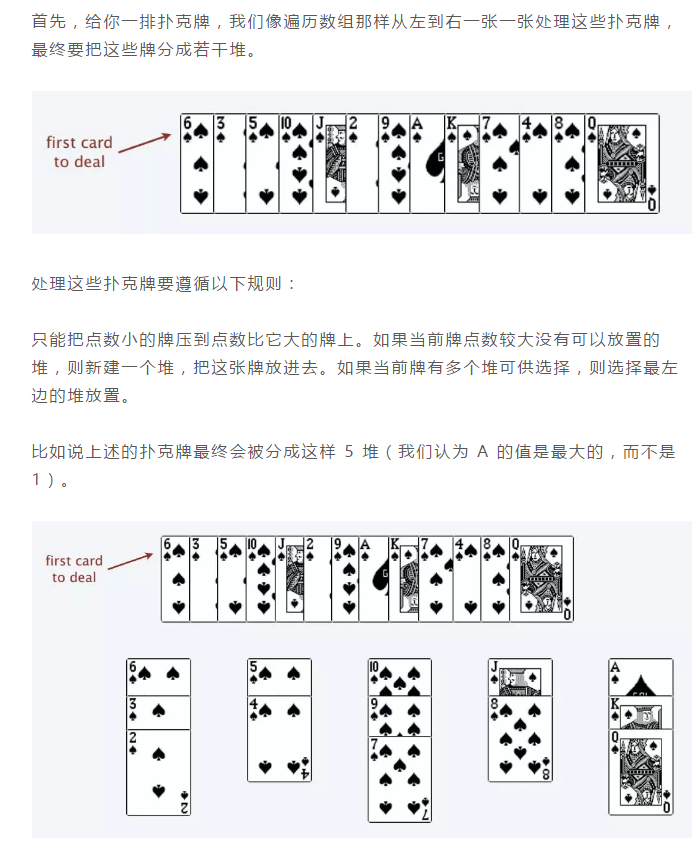 首先，给你一排扑克牌，我们像遍历数组那样从左到右一张一张处理这些扑克牌，
最终要把这些牌分成若干堆。
first card
to deal
6 3 5 10 J 2 9 A K 7 4 8 Q
Q
处理这些扑克牌要遵循以下规则：
只能把点数小的牌压到点数比它大的牌上。如果当前牌点数较大没有可以放置的
堆，则新建一个堆，把这张牌放进去。如果当前牌有多个堆可供选择，则选择最左
边的堆放置。
比如说上述的扑克牌最终会被分成这样 5 堆（我们认为 A 的值是最大的，而不是
1）。
first card
to deal
6 3 5 10 J 2 9 A K 7 4 8 Q
Q
6 5 10 J A
3 4 9 8 K
2 7 Q
2 4 7 8 Q